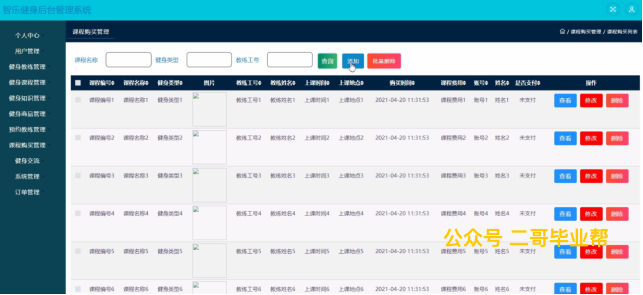 智乐健身后台管理系统
个人中心
用户管理
健身教练管理
健身课程管理
健身知识管理
健身商品管理
预约教练管理
课程购买管理
健身交流
系统管理
订单管理
课程购买管理
/ 课程购买管理 / 课程购买列表
课程名称 健身类型 教练工号 查询 添加 批量删除
课程编号 课程名称 健身类型 图片 教练工号 教练姓名 上课时间 上课地点 购买时间 课程费用 账号 姓名 是否支付 操作
课程编号1 课程名称1 健身类型1 教练工号1 教练姓名1 上课时间1 上课地点1 2021-04-20 11:31:53 课程费用1 账号1 姓名1 未支付 查看 修改 删除
课程编号2 课程名称2 健身类型2 教练工号2 教练姓名2 上课时间2 上课地点2 2021-04-20 11:31:53 课程费用2 账号2 姓名2 未支付 查看 修改 删除
课程编号3 课程名称3 健身类型3 教练工号3 教练姓名3 上课时间3 上课地点3 2021-04-20 11:31:53 课程费用3 账号3 姓名3 未支付 查看 修改 删除
课程编号4 课程名称4 健身类型4 教练工号4 教练姓名4 上课时间4 上课地点4 2021-04-20 11:31:53 课程费用4 账号4 姓名4 未支付 查看 修改 删除
公众号 二哥毕业帮
课程编号5 课程名称5 健身类型5 教练工号5 教练姓名5 上课时间5 上课地点5 2021-04-20 11:31:53 课程费用5 账号5 姓名5 未支付 查看 修改 删除
课程编号6 课程名称6 健身类型6 教练工号6 教练姓名6 上课时间6 上课地点6 2021-04-20 11:31:53 课程费用6 账号6 姓名6 未支付 查看 修改 删除